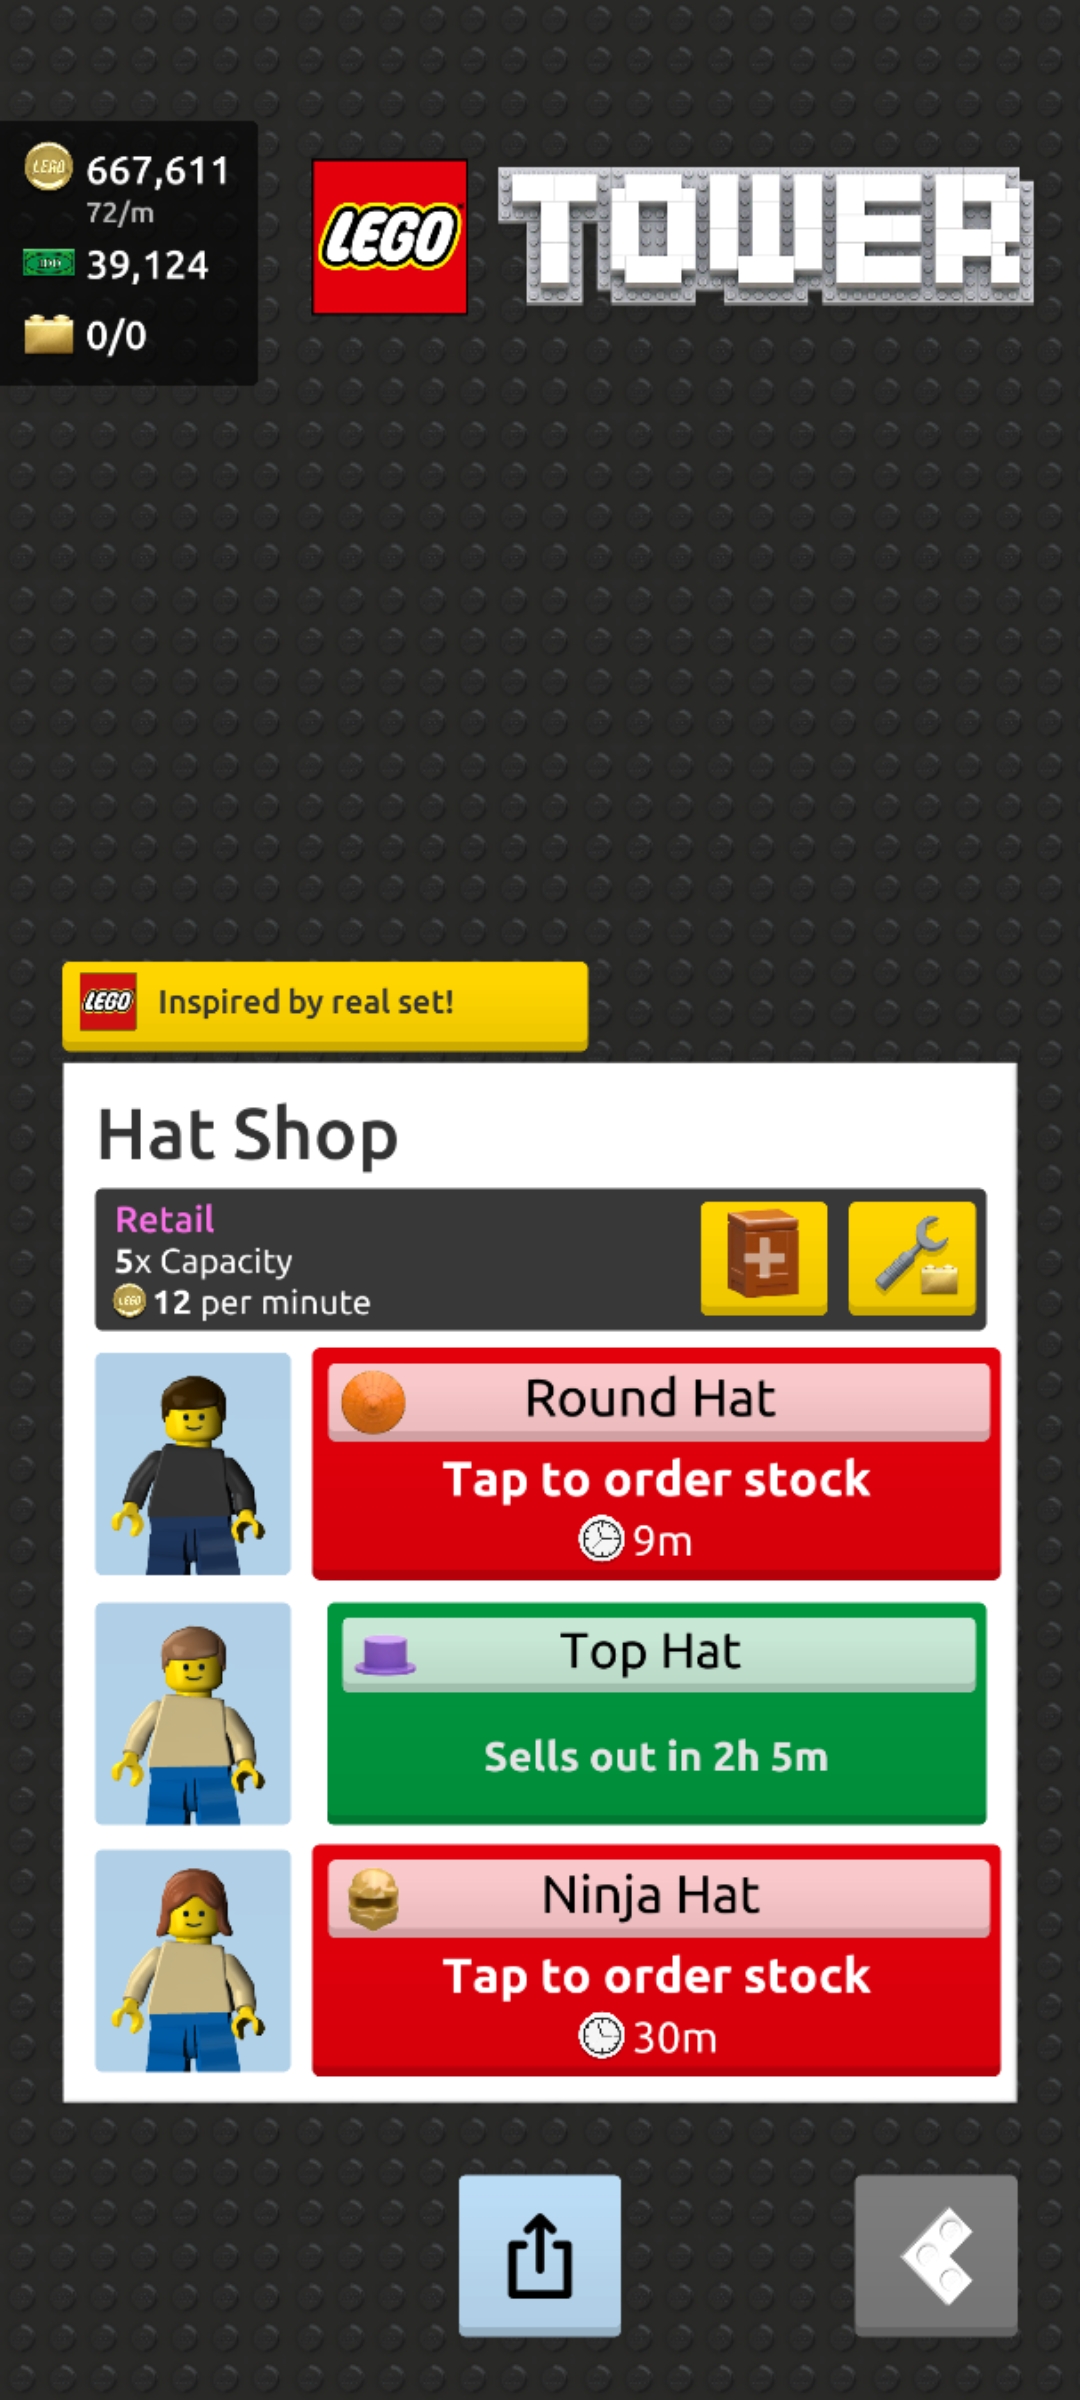 667,611
72/m
39,124
0/0
LEGO TOWER
LEGO Inspired by real set!
Hat Shop
Retail
5x Capacity
12 per minute
Round Hat
Tap to order stock
9m
Top Hat
Sells out in 2h 5m
Ninja Hat
Tap to order stock
30m